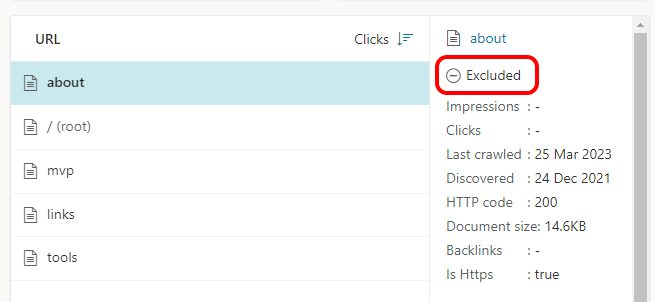 URL Clicks
about
/ (root)
mvp
links
tools
about
Excluded
Impressions : -
Clicks : -
Last crawled : 25 Mar 2023
Discovered : 24 Dec 2021
HTTP code : 200
Document size: 14.6KB
Backlinks : -
Is Https : true